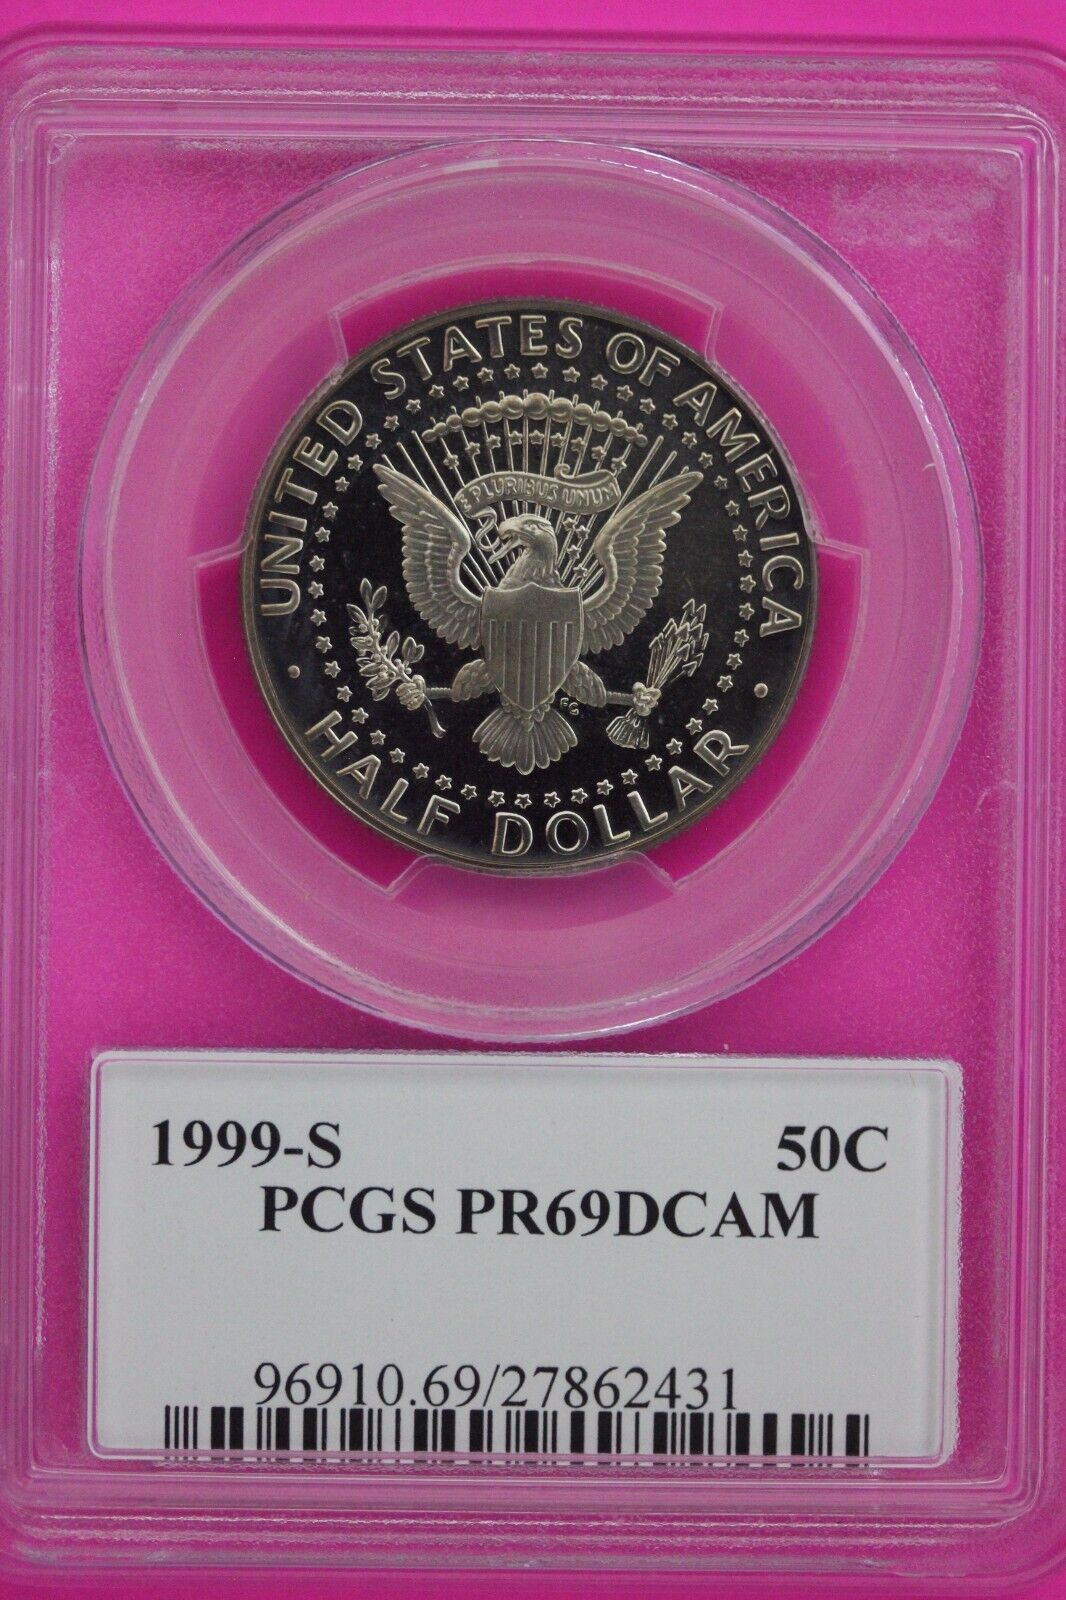 UNITED STATES OF AMERICA
E PLURIBUS UNUM
FG
· HALF DOLLAR ·
1999-S 50C
PCGS PR69DCAM
96910.69/27862431